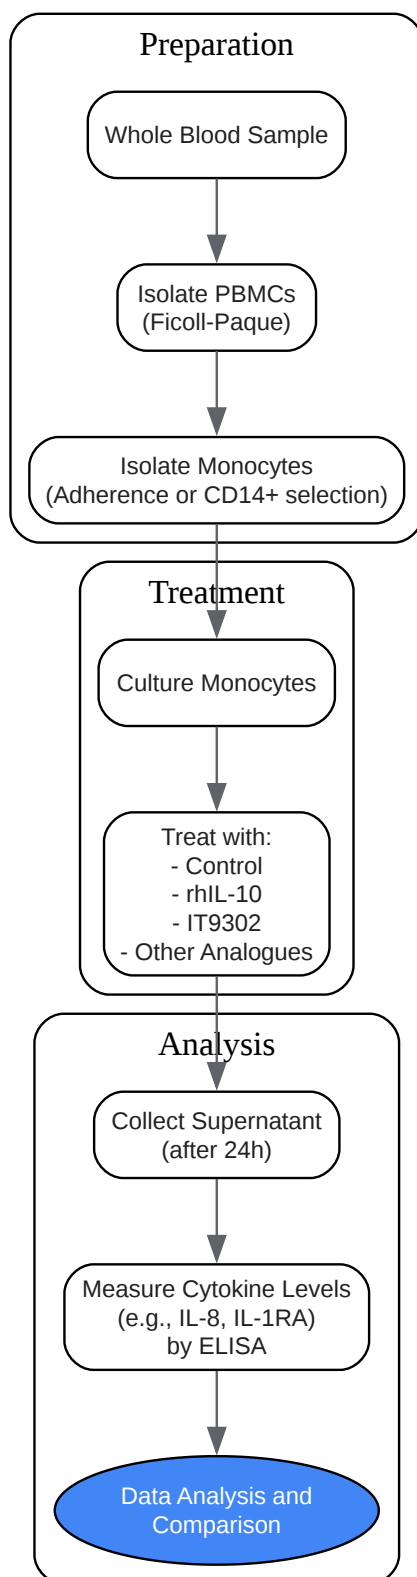 Preparation
Whole Blood Sample
Isolate PBMCs
(Ficoll-Paque)
Isolate Monocytes
(Adherence or CD14+ selection)
Treatment
Culture Monocytes
Treat with:
- Control
- rhIL-10
- IT9302
- Other Analogues
Analysis
Collect Supernatant
(after 24h)
Measure Cytokine Levels
(e.g., IL-8, IL-1RA)
by ELISA
Data Analysis and
Comparison